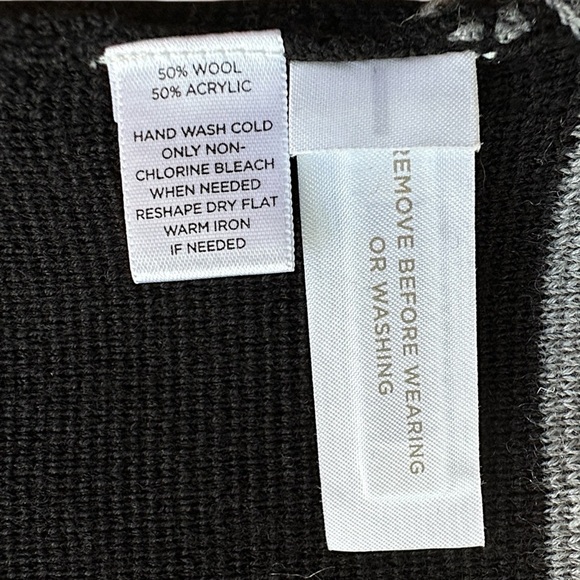 50% WOOL
50% ACRYLIC
HAND WASH COLD
ONLY NON-
CHLORINE BLEACH
WHEN NEEDED
RESHAPE DRY FLAT
WARM IRON
IF NEEDED
REMOVE BEFORE WEARING
OR WASHING